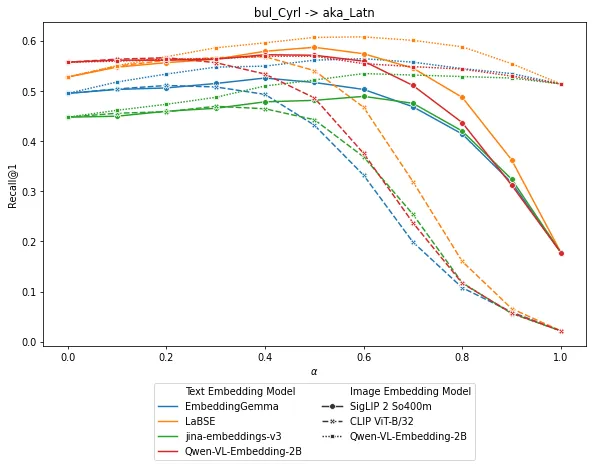 bul_Cyrl -> aka_Latn
Recall@1
0.6
0.5
0.4
0.3
0.2
0.1
0.0
0.0 0.2 0.4 0.6 0.8 1.0
α
Text Embedding Model Image Embedding Model
EmbeddingGemma SigLIP 2 So400m
LaBSE CLIP ViT-B/32
jina-embeddings-v3 Qwen-VL-Embedding-2B
Qwen-VL-Embedding-2B